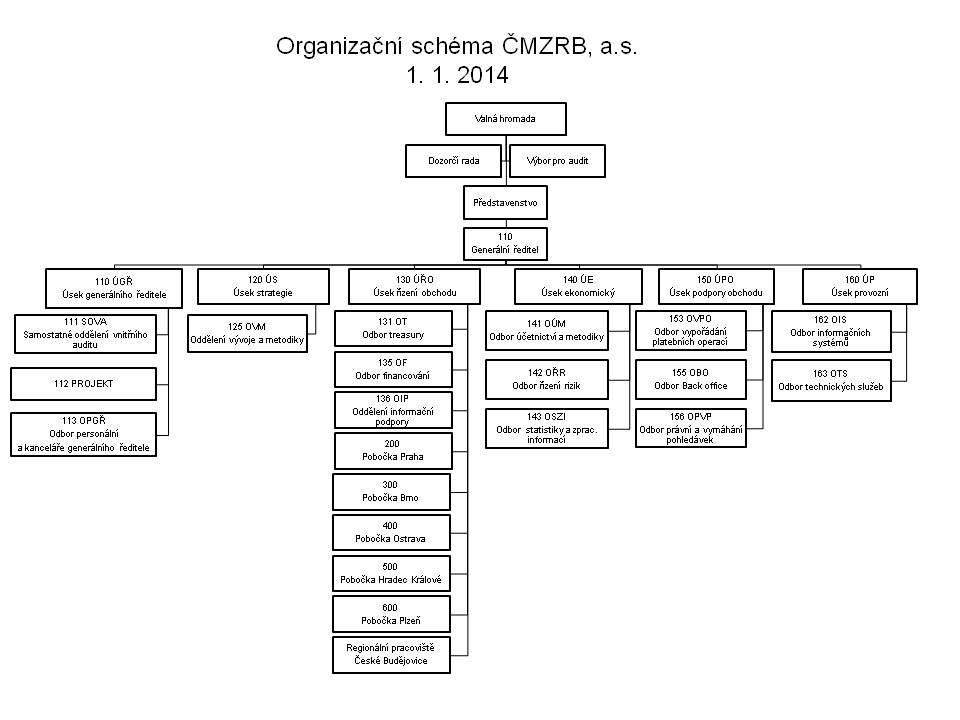 Organizační schéma ČMZRB, a.s.
1. 1. 2014
Valná hromada
Dozorčí rada
Výbor pro audit
Představenstvo
110
Generální ředitel
110 ÚGŘ
Úsek generálního ředitele
111 SOVA
Samostatné oddělení vnitřního
auditu
112 PROJEKT
113 OPGŘ
Odbor personální
a kanceláře generálního ředitele
120 ÚS
Úsek strategie
125 OVM
Oddělení vývoje a metodiky
130 ÚŘO
Úsek řízení obchodu
131 OT
Odbor treasury
135 OF
Odbor financování
136 OIP
Oddělení informační
podpory
200
Pobočka Praha
300
Pobočka Brno
400
Pobočka Ostrava
500
Pobočka Hradec Králové
600
Pobočka Plzeň
Regionální pracoviště
České Budějovice
140 ÚE
Úsek ekonomický
141 OÚM
Odbor účetnictví a metodiky
142 OŘR
Odbor řízení rizik
143 OSZI
Odbor statistiky a zprac.
informací
150 ÚPO
Úsek podpory obchodu
153 OVPO
Odbor vypořádání
platebních operací
155 OBO
Odbor Back office
156 OPVP
Odbor právní a vymáhání
pohledávek
160 ÚP
Úsek provozní
162 OIS
Odbor informačních
systémů
163 OTS
Odbor technických služeb